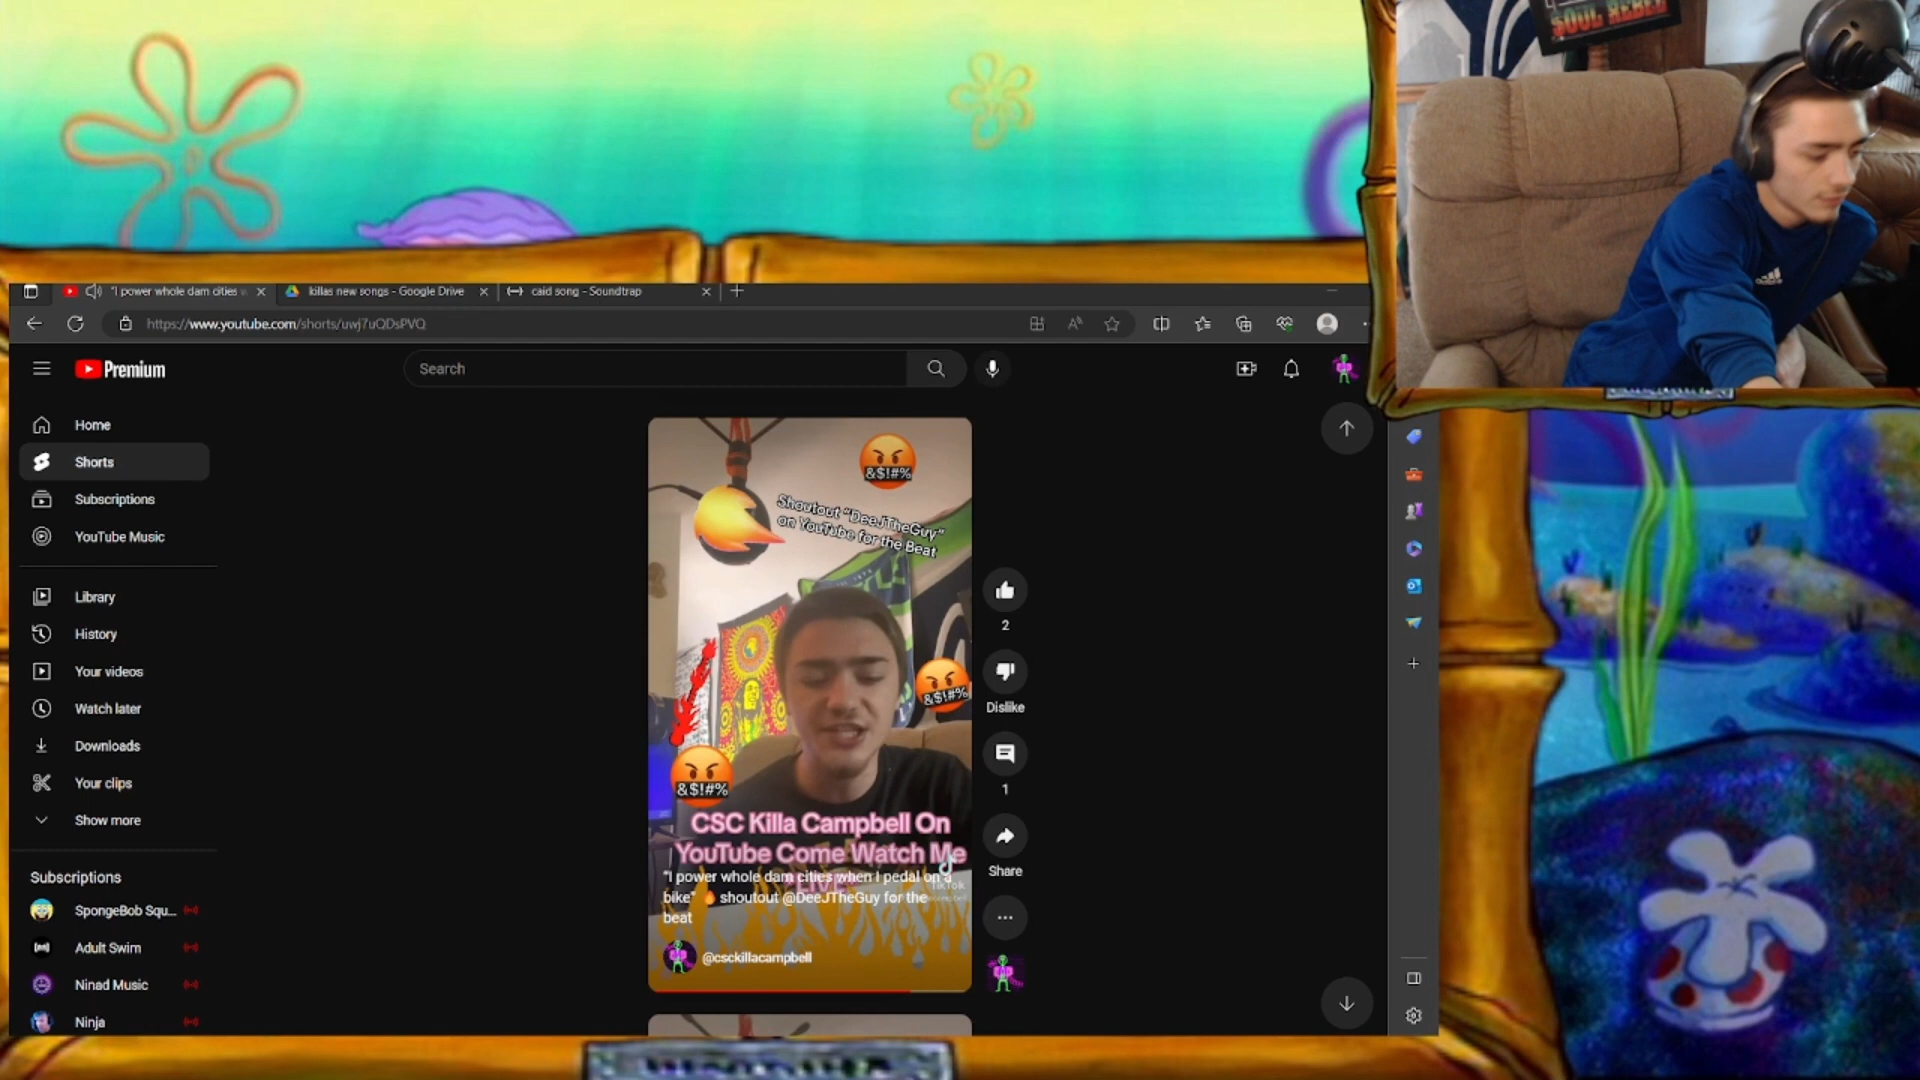 SOUL REBEL
"I power whole dam cities
killas new songs - Google Drive
caid song - Soundtrap
https://www.youtube.com/shorts/uwj7uQDsPVQ
Premium
Search
Home
Shorts
Subscriptions
YouTube Music
Library
History
Your videos
Watch later
Downloads
Your clips
Show more
Subscriptions
SpongeBob Squ...
Adult Swim
Ninad Music
Ninja
&$!#%
Shoutout "DeeJTheGuy"
on YouTube for the Beat
&$!#%
&$!#%
CSC Killa Campbell On
YouTube Come Watch Me
LIVE
TikTok
"I power whole dam cities when I pedal on a
bike" 🔥 shoutout @DeeJTheGuy for the
beat
@csckillacampbell
2
Dislike
1
Share